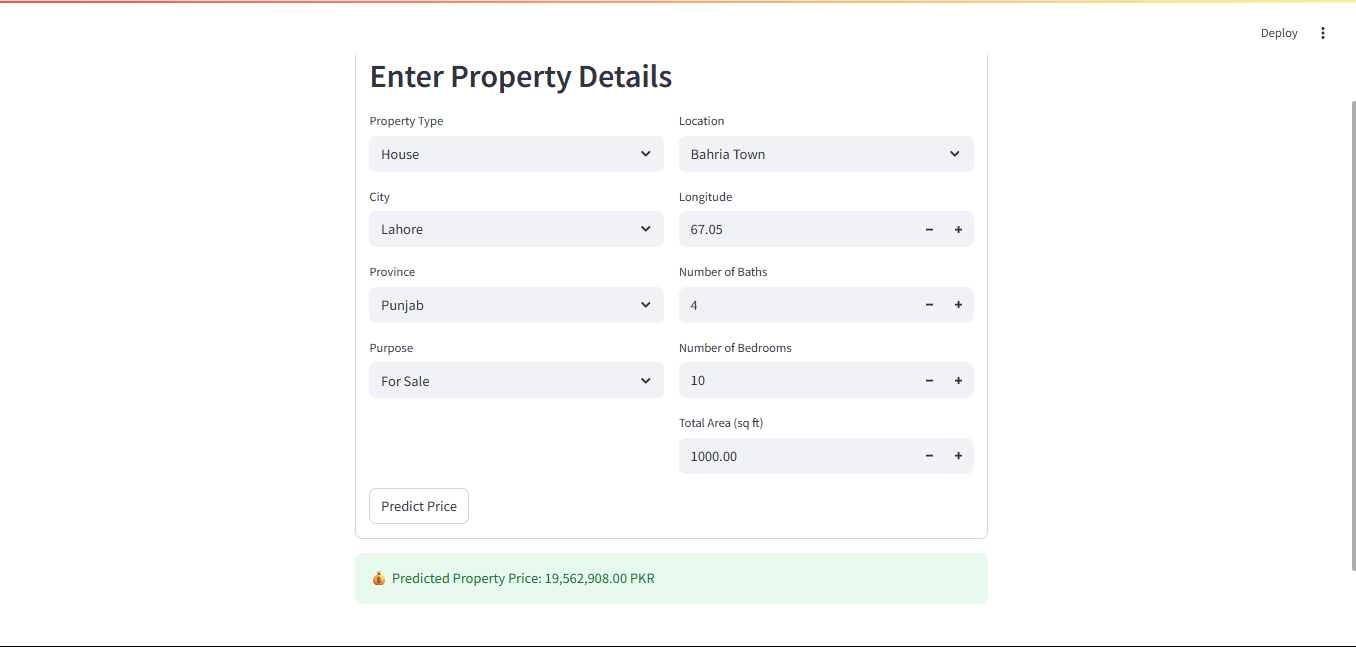 Deploy
Enter Property Details
Property Type
House
Location
Bahria Town
City
Lahore
Longitude
67.05
Province
Punjab
Number of Baths
4
Purpose
For Sale
Number of Bedrooms
10
Total Area (sq ft)
1000.00
Predict Price
Predicted Property Price: 19,562,908.00 PKR